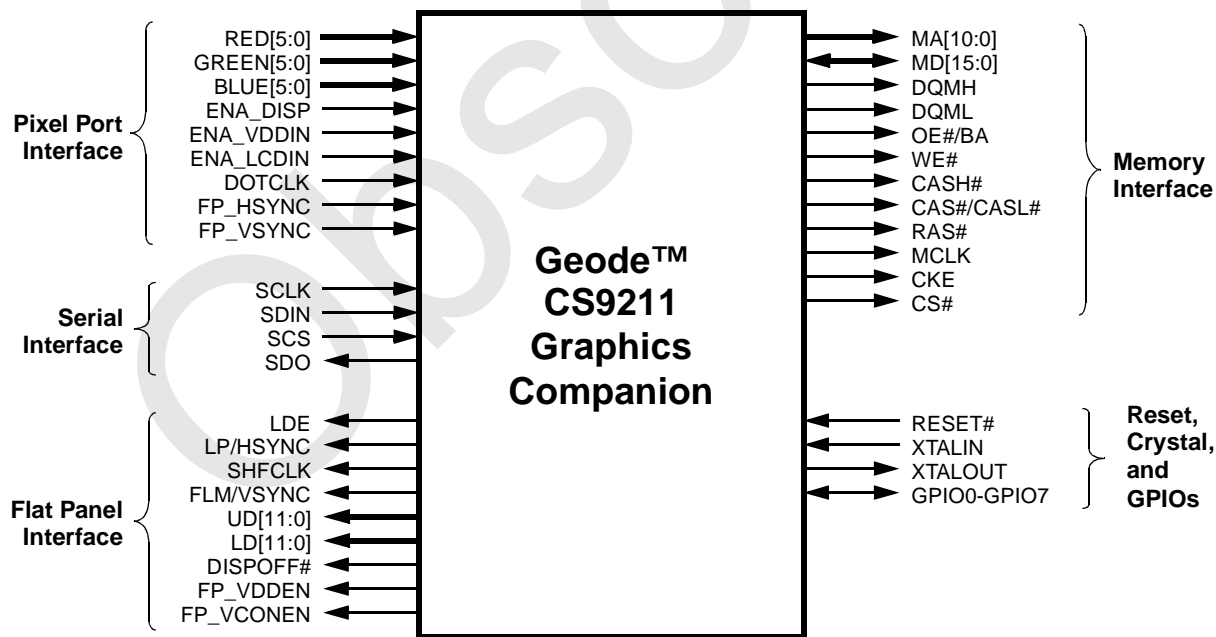 Pixel Port
Interface
RED[5:0]
GREEN[5:0]
BLUE[5:0]
ENA_DISP
ENA_VDDIN
ENA_LCDIN
DOTCLK
FP_HSYNC
FP_VSYNC
Serial
Interface
SCLK
SDIN
SCS
SDO
Flat Panel
Interface
LDE
LP/HSYNC
SHFCLK
FLM/VSYNC
UD[11:0]
LD[11:0]
DISPOFF#
FP_VDDEN
FP_VCONEN
Geode™
CS9211
Graphics
Companion
MA[10:0]
MD[15:0]
DQMH
DQML
OE#/BA
WE#
CASH#
CAS#/CASL#
RAS#
MCLK
CKE
CS#
Memory
Interface
RESET#
XTALIN
XTALOUT
GPIO0-GPIO7
Reset,
Crystal,
and
GPIOs
Obso